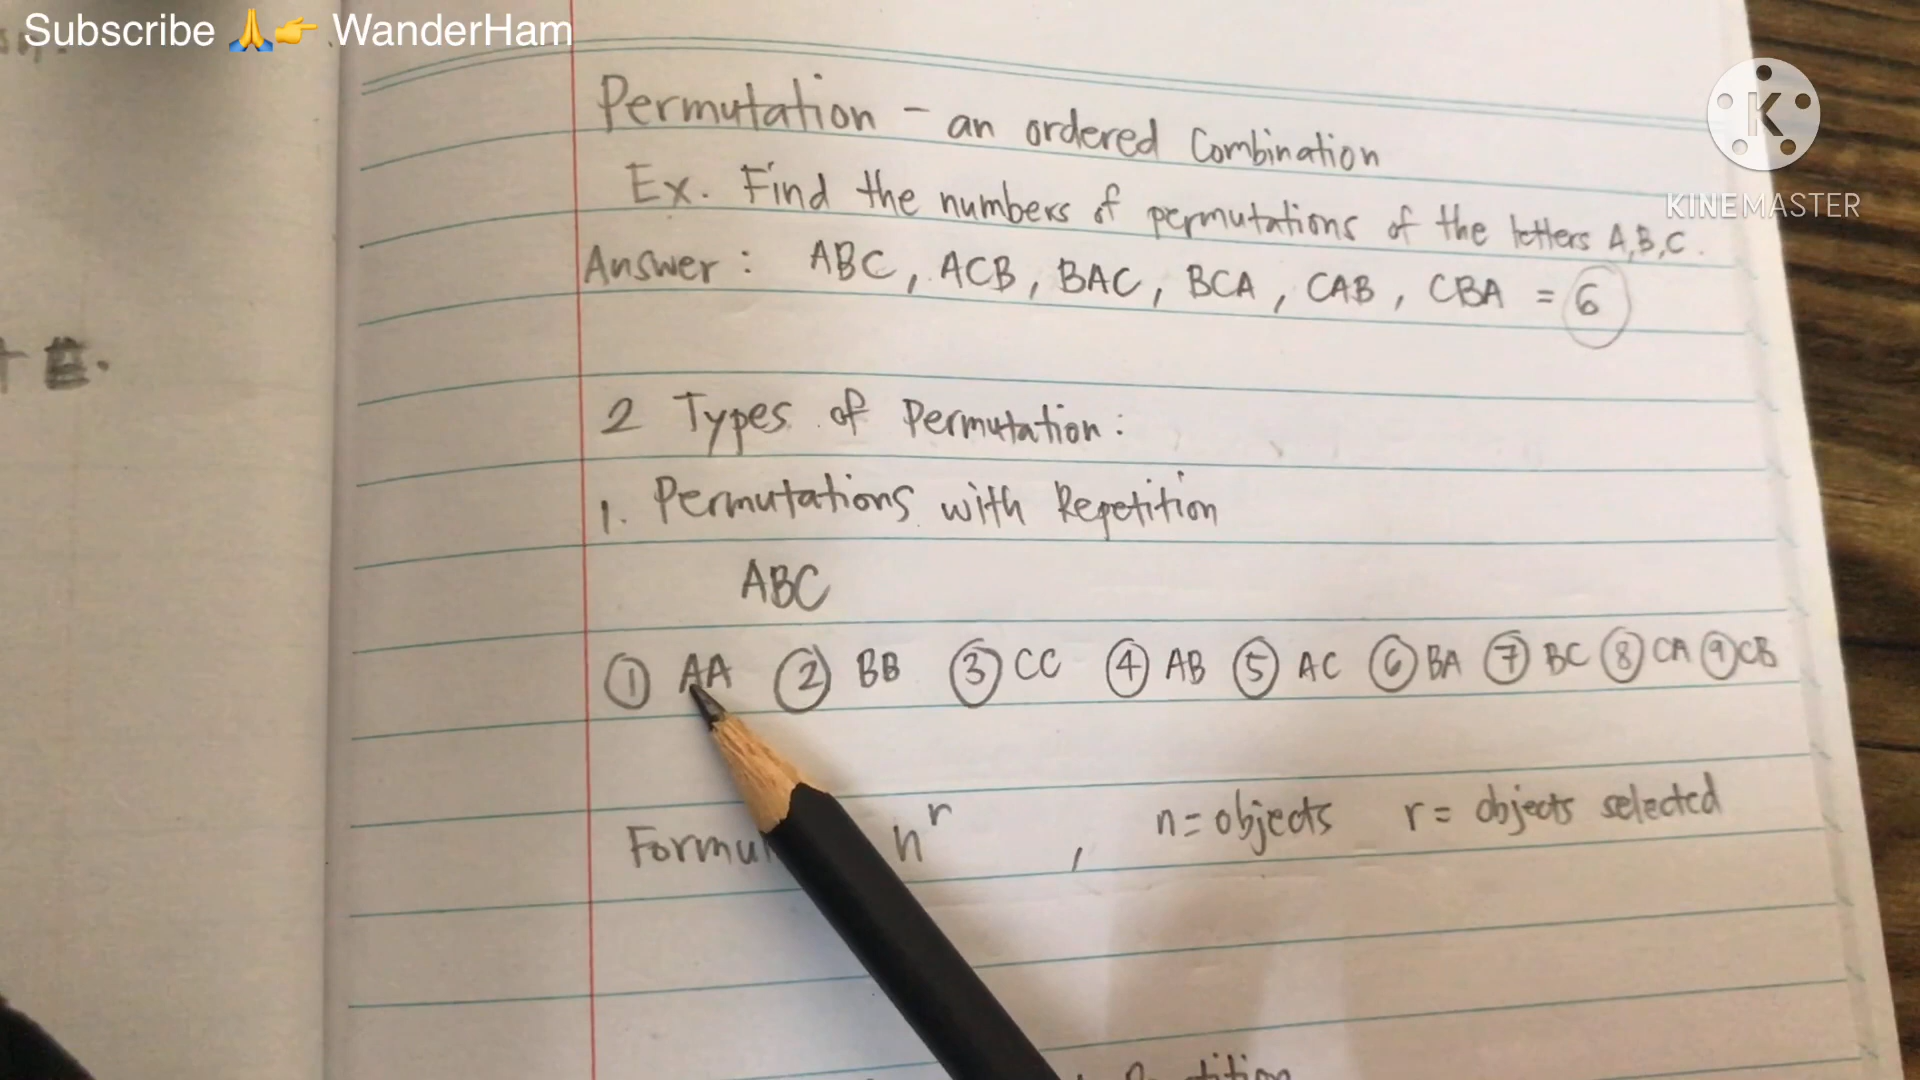 Subscribe 🙏👉 WanderHam
KINEMASTER
Permutation - an ordered Combination
Ex. Find the numbers of permutations of the letters A,B,C.
Answer: ABC, ACB, BAC, BCA, CAB, CBA = 6
2 Types of Permutation:
1. Permutations with Repetition
ABC
① AA ② BB ③ CC ④ AB ⑤ AC ⑥ BA ⑦ BC ⑧ CA ⑨ CB
n^r , n= objects r= objects selected